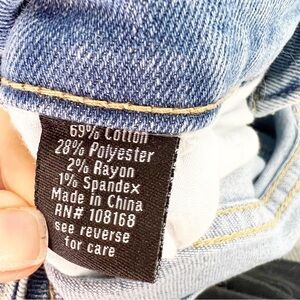 69% Cotton
28% Polyester
2% Rayon
1% Spandex
Made in China
RN# 108168
see reverse
for care